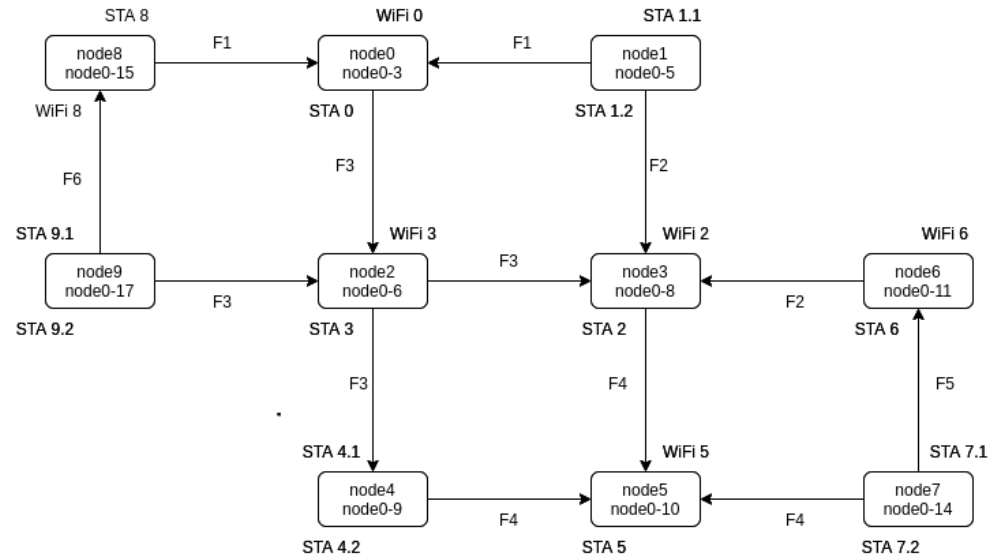 STA 8
WiFi 0
STA 1.1
node8
node0-15
F1
node0
node0-3
F1
node1
node0-5
WiFi 8
STA 0
STA 1.2
F6
F3
F2
STA 9.1
WiFi 3
WiFi 2
WiFi 6
node9
node0-17
F3
node2
node0-6
F3
node3
node0-8
F2
node6
node0-11
STA 9.2
STA 3
STA 2
STA 6
F3
F4
F5
STA 4.1
WiFi 5
STA 7.1
node4
node0-9
F4
node5
node0-10
F4
node7
node0-14
STA 4.2
STA 5
STA 7.2